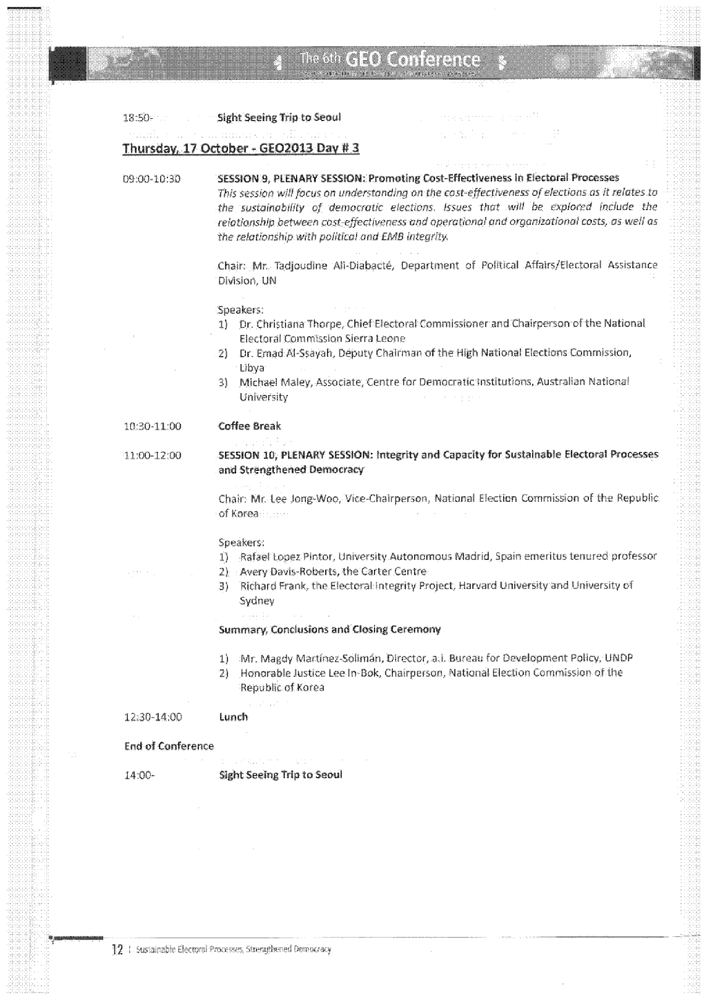 The 6th GEO Conference
18:50- Sight Seeing Trip to Seoul
Thursday, 17 October - GEO2013 Day # 3
09:00-10:30 SESSION 9, PLENARY SESSION: Promoting Cost-Effectiveness in Electoral Processes
This session will focus on understanding on the cost-effectiveness of elections as it relates to
the sustainability of democratic elections. Issues that will be explored include the
relationship between cost-effectiveness and operational and organizational costs, as well as
the relationship with political and EMB integrity.
Chair: Mr. Tadjoudine Ali-Diabacté, Department of Political Affairs/Electoral Assistance
Division, UN
Speakers:
1) Dr. Christiana Thorpe, Chief Electoral Commissioner and Chairperson of the National
Electoral Commission Sierra Leone
2) Dr. Emad Al-Ssayah, Deputy Chairman of the High National Elections Commission,
Libya
3) Michael Maley, Associate, Centre for Democratic Institutions, Australian National
University
10:30-11:00 Coffee Break
11:00-12:00 SESSION 10, PLENARY SESSION: Integrity and Capacity for Sustainable Electoral Processes
and Strengthened Democracy
Chair: Mr. Lee Jong-Woo, Vice-Chairperson, National Election Commission of the Republic
of Korea
Speakers:
1) Rafael Lopez Pintor, University Autonomous Madrid, Spain emeritus tenured professor
2) Avery Davis-Roberts, the Carter Centre
3) Richard Frank, the Electoral Integrity Project, Harvard University and University of
Sydney
Summary, Conclusions and Closing Ceremony
1) Mr. Magdy Martínez-Solimán, Director, a.i. Bureau for Development Policy, UNDP
2) Honorable Justice Lee In-Bok, Chairperson, National Election Commission of the
Republic of Korea
12:30-14:00 Lunch
End of Conference
14:00- Sight Seeing Trip to Seoul
12 | Sustainable Electoral Processes, Strengthened Democracy